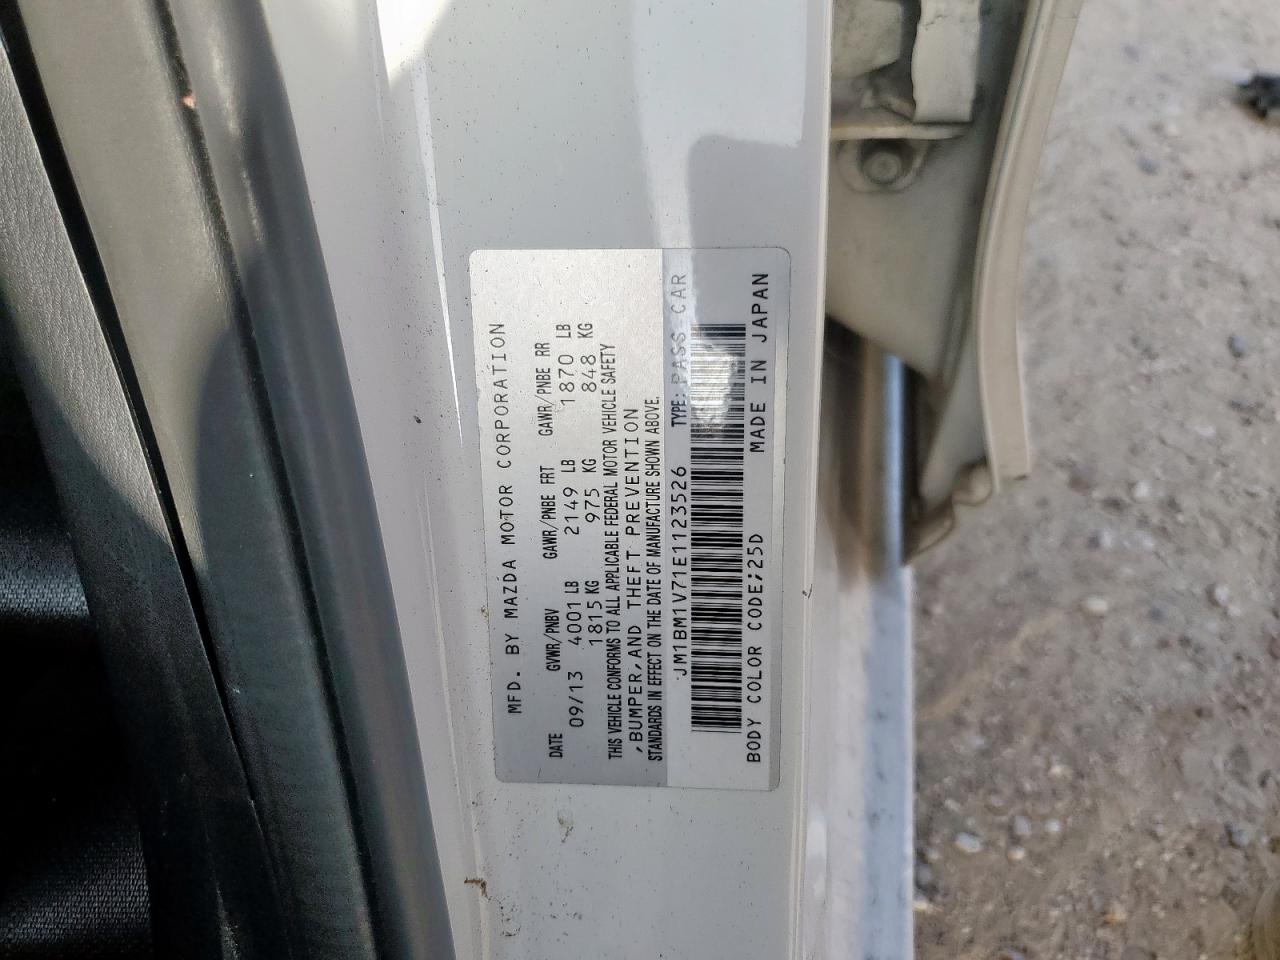 MFD. BY MAZDA MOTOR CORPORATION
DATE GVWR/PNBV GAWR/PNBE FRT GAWR/PNBE RR
09/13 4001 LB 2149 LB 1870 LB
1815 KG 975 KG 848 KG
THIS VEHICLE CONFORMS TO ALL APPLICABLE FEDERAL MOTOR VEHICLE SAFETY
,BUMPER,AND THEFT PREVENTION
STANDARDS IN EFFECT ON THE DATE OF MANUFACTURE SHOWN ABOVE.
JM1BM1V71E1123526 TYPE: PASS CAR
BODY COLOR CODE;25D MADE IN JAPAN